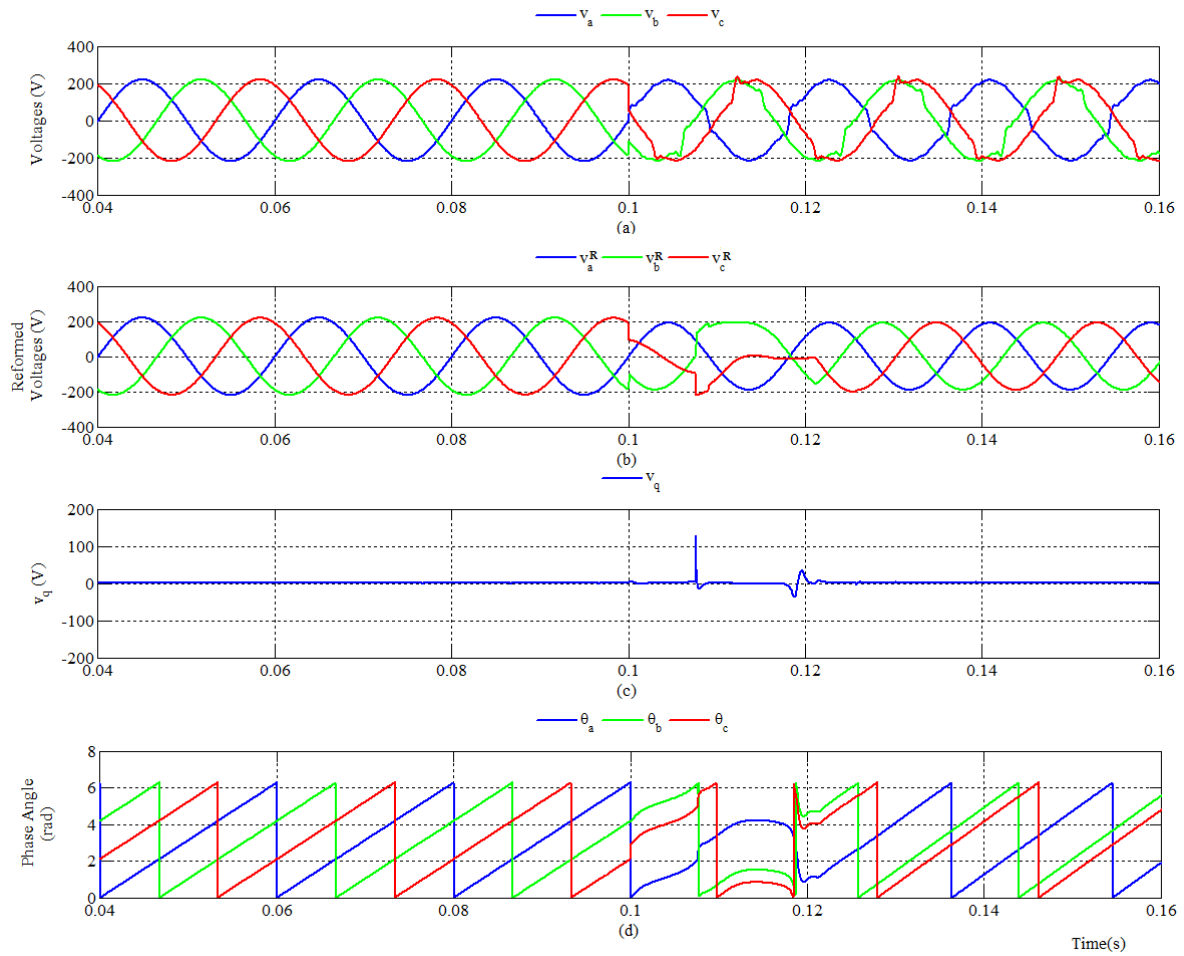 v_a v_b v_c
Voltages (V)
400
200
0
-200
-400
0.04 0.06 0.08 0.1 0.12 0.14 0.16
(a)
v_a^R v_b^R v_c^R
Reformed
Voltages (V)
400
200
0
-200
-400
0.04 0.06 0.08 0.1 0.12 0.14 0.16
(b)
v_q
v_q (V)
200
100
0
-100
-200
0.04 0.06 0.08 0.1 0.12 0.14 0.16
(c)
θ_a θ_b θ_c
Phase Angle
(rad)
8
6
4
2
0
0.04 0.06 0.08 0.1 0.12 0.14 0.16
(d)
Time(s)